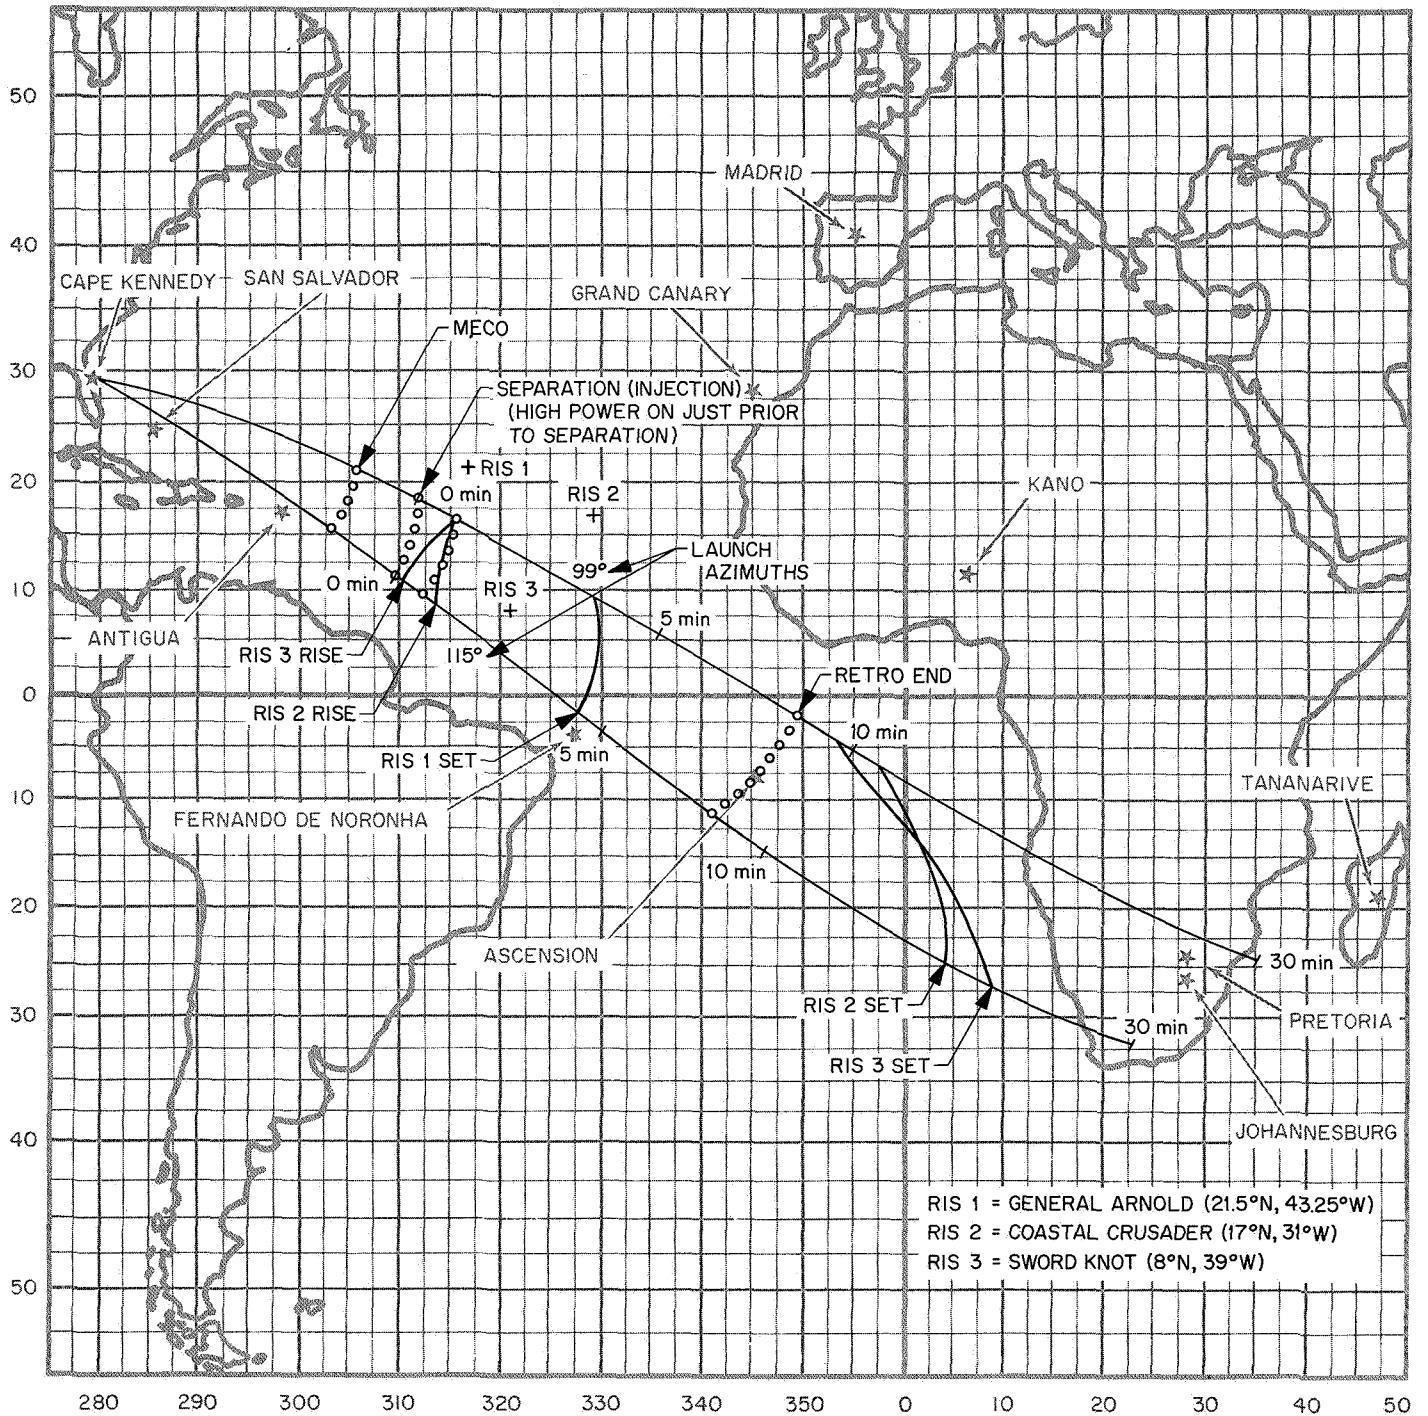 50
MADRID
40
CAPE KENNEDY
SAN SALVADOR
GRAND CANARY
MECO
30
SEPARATION (INJECTION)
(HIGH POWER ON JUST PRIOR
TO SEPARATION)
+ RIS 1
20
0 min
RIS 2
+
KANO
LAUNCH
AZIMUTHS
99°
0 min
10
RIS 3
+
5 min
ANTIGUA
RIS 3 RISE
115°
RETRO END
0
RIS 2 RISE
10 min
RIS 1 SET
5 min
TANANARIVE
10
FERNANDO DE NORONHA
10 min
20
ASCENSION
30 min
RIS 2 SET
PRETORIA
30
30 min
RIS 3 SET
JOHANNESBURG
40
RIS 1 = GENERAL ARNOLD (21.5°N, 43.25°W)
RIS 2 = COASTAL CRUSADER (17°N, 31°W)
RIS 3 = SWORD KNOT (8°N, 39°W)
50
280 290 300 310 320 330 350 0 10 20 30 40 50